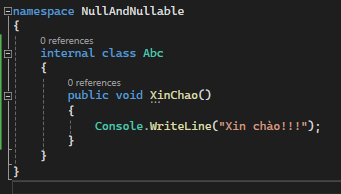 namespace NullAndNullable
{
0 references
internal class Abc
{
0 references
public void XinChao()
{
Console.WriteLine("Xin chào!!!");
}
}
}